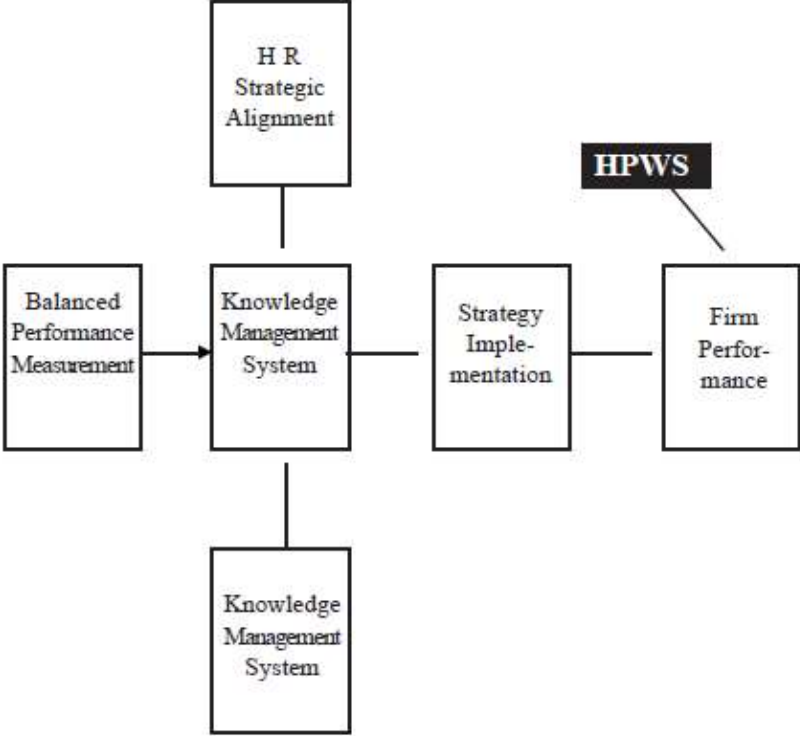 H R
Strategic
Alignment
HPWS
Balanced
Performance
Measurement
Knowledge
Management
System
Strategy
Imple-
mentation
Firm
Perfor-
mance
Knowledge
Management
System